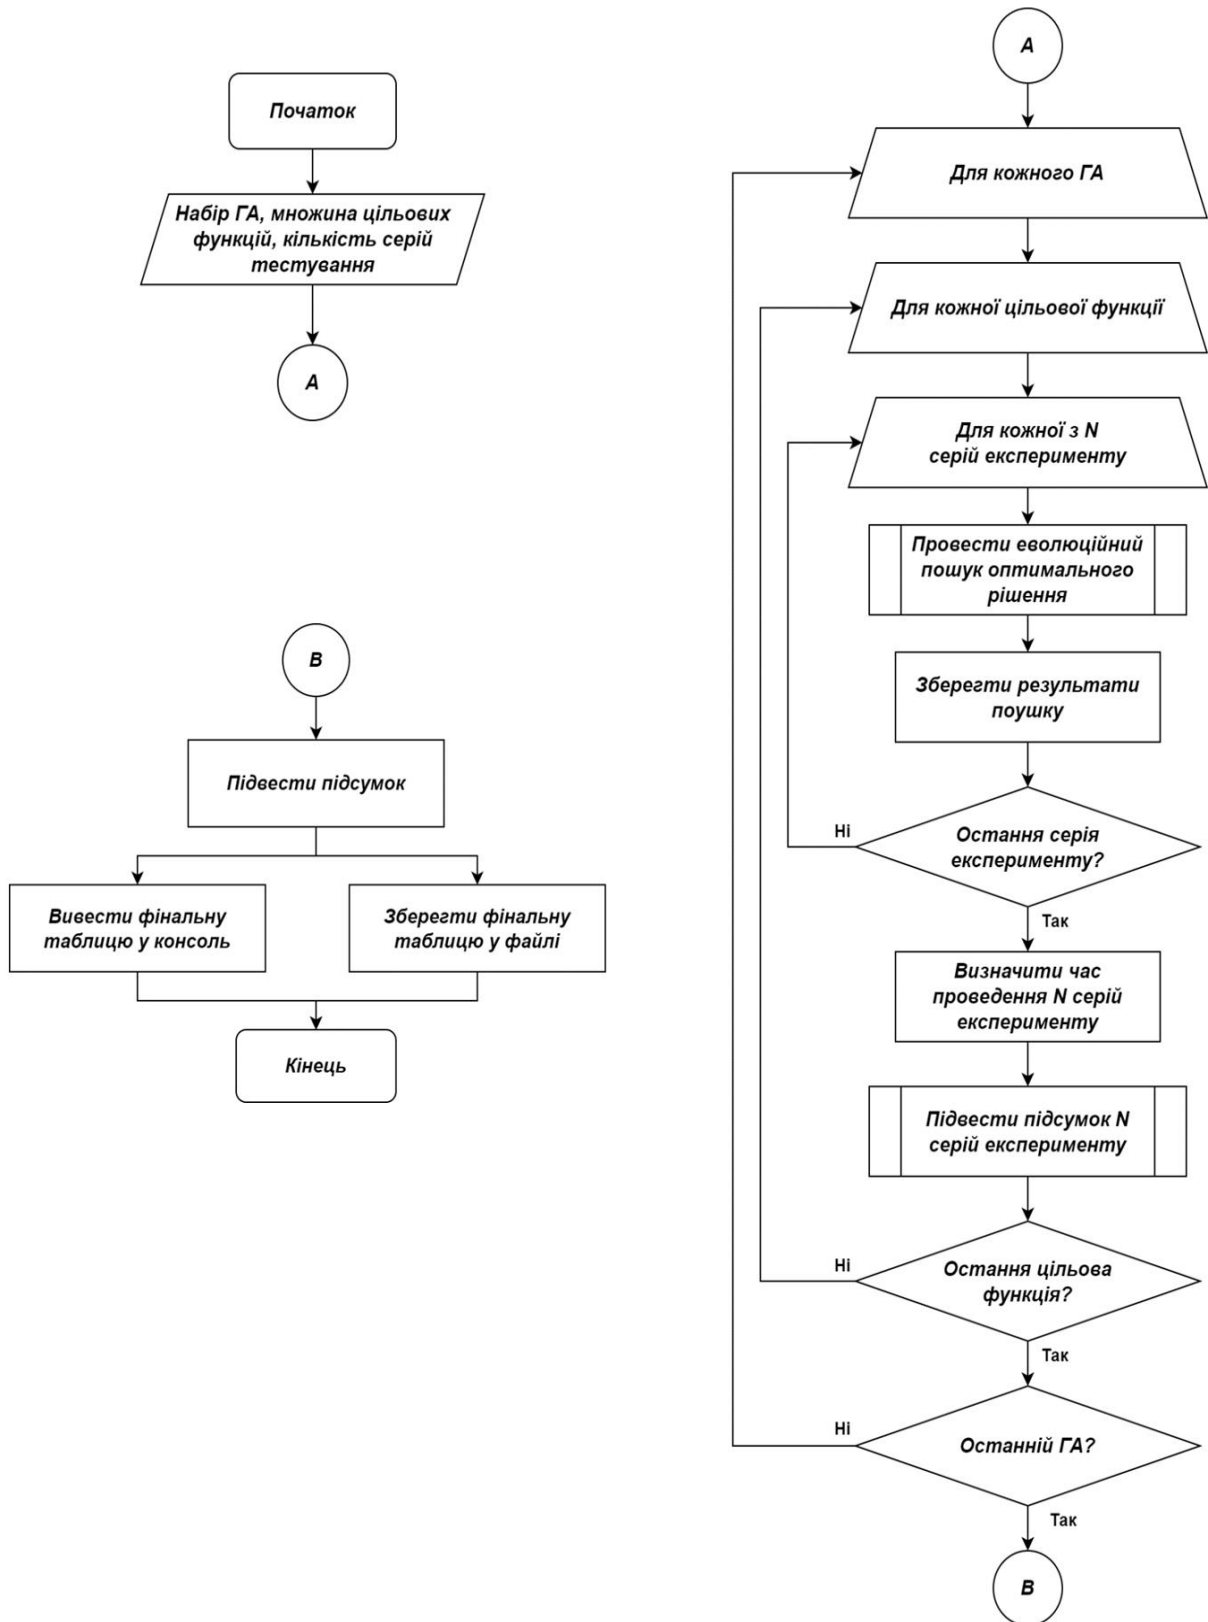 Початок
Набір ГА, множина цільових
функцій, кількість серій
тестування
А
В
Підвести підсумок
Вивести фінальну
таблицю у консоль
Зберегти фінальну
таблицю у файлі
Кінець
А
Для кожного ГА
Для кожної цільової функції
Для кожної з N
серій експерименту
Провести еволюційний
пошук оптимального
рішення
Зберегти результати
поушку
Остання серія
експерименту?
Ні
Так
Визначити час
проведення N серій
експерименту
Підвести підсумок N
серій експерименту
Остання цільова
функція?
Ні
Так
Останній ГА?
Ні
Так
В